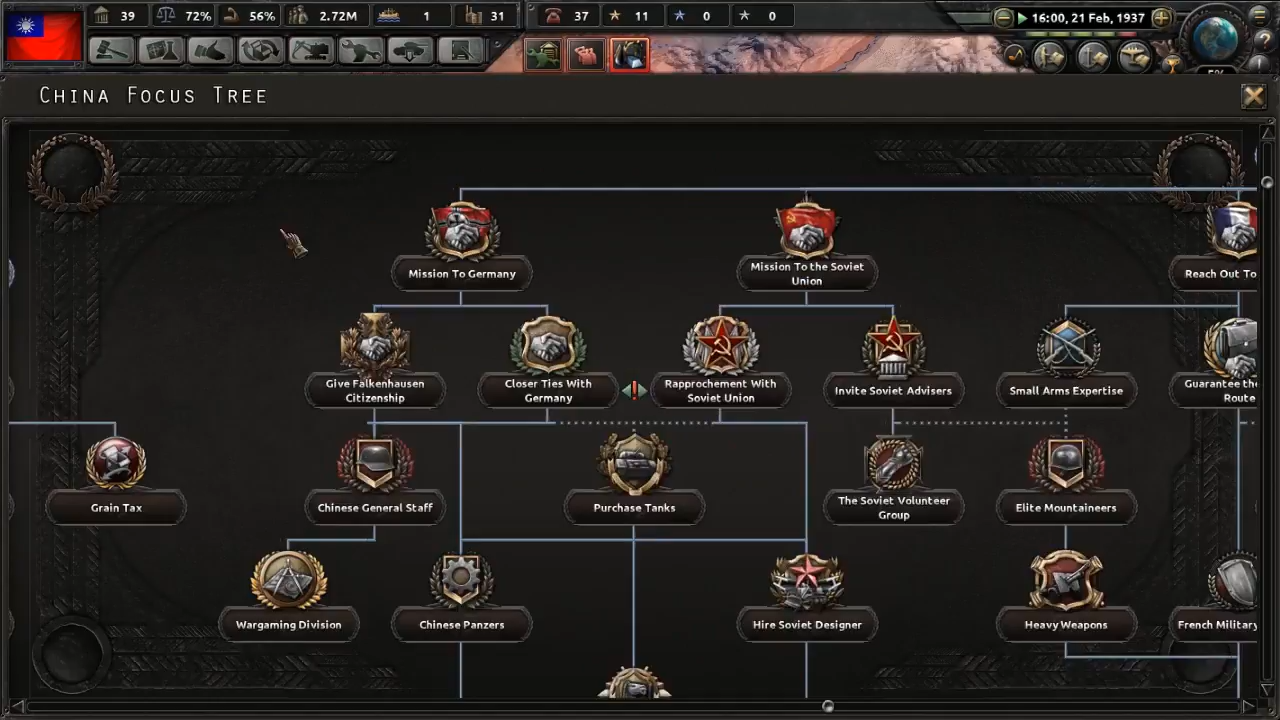 39
72%
56%
2.72M
1
31
37
11
0
0
16:00, 21 Feb, 1937
China Focus Tree
Mission To Germany
Mission To the Soviet
Union
Reach Out To
Give Falkenhausen
Citizenship
Closer Ties With
Germany
Rapprochement With
Soviet Union
Invite Soviet Advisers
Small Arms Expertise
Guarantee the
Route
Grain Tax
Chinese General Staff
Purchase Tanks
The Soviet Volunteer
Group
Elite Mountaineers
Wargaming Division
Chinese Panzers
Hire Soviet Designer
Heavy Weapons
French Military